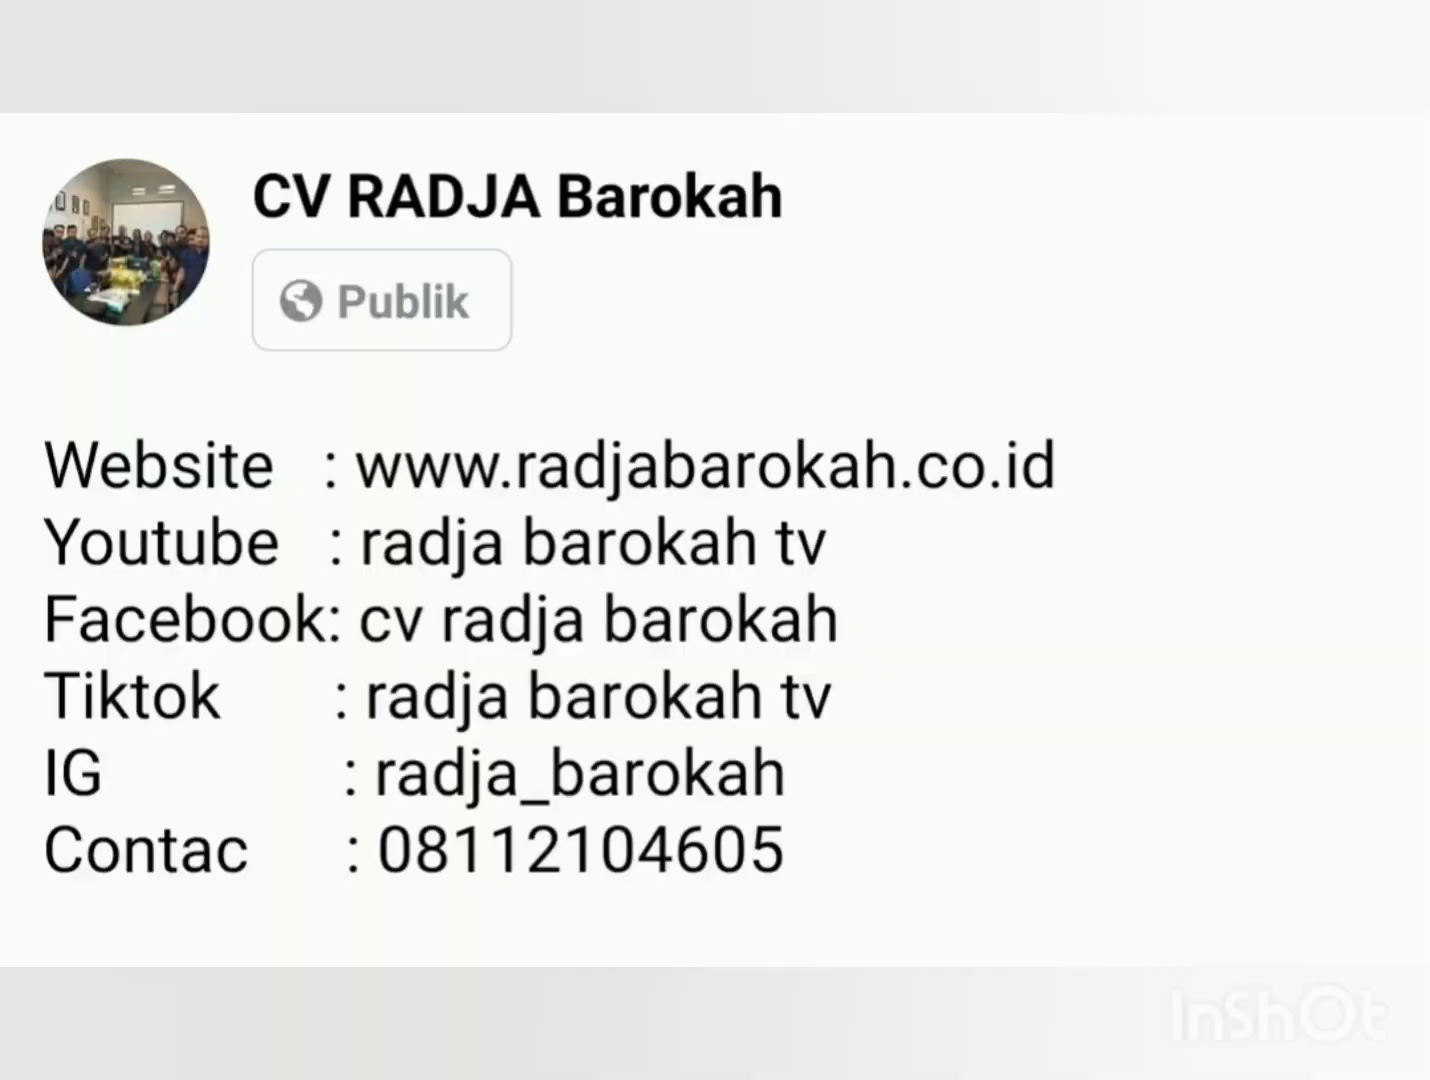 CV RADJA Barokah
Publik
Website : www.radjabarokah.co.id
Youtube : radja barokah tv
Facebook: cv radja barokah
Tiktok : radja barokah tv
IG : radja_barokah
Contac : 08112104605
InShOt